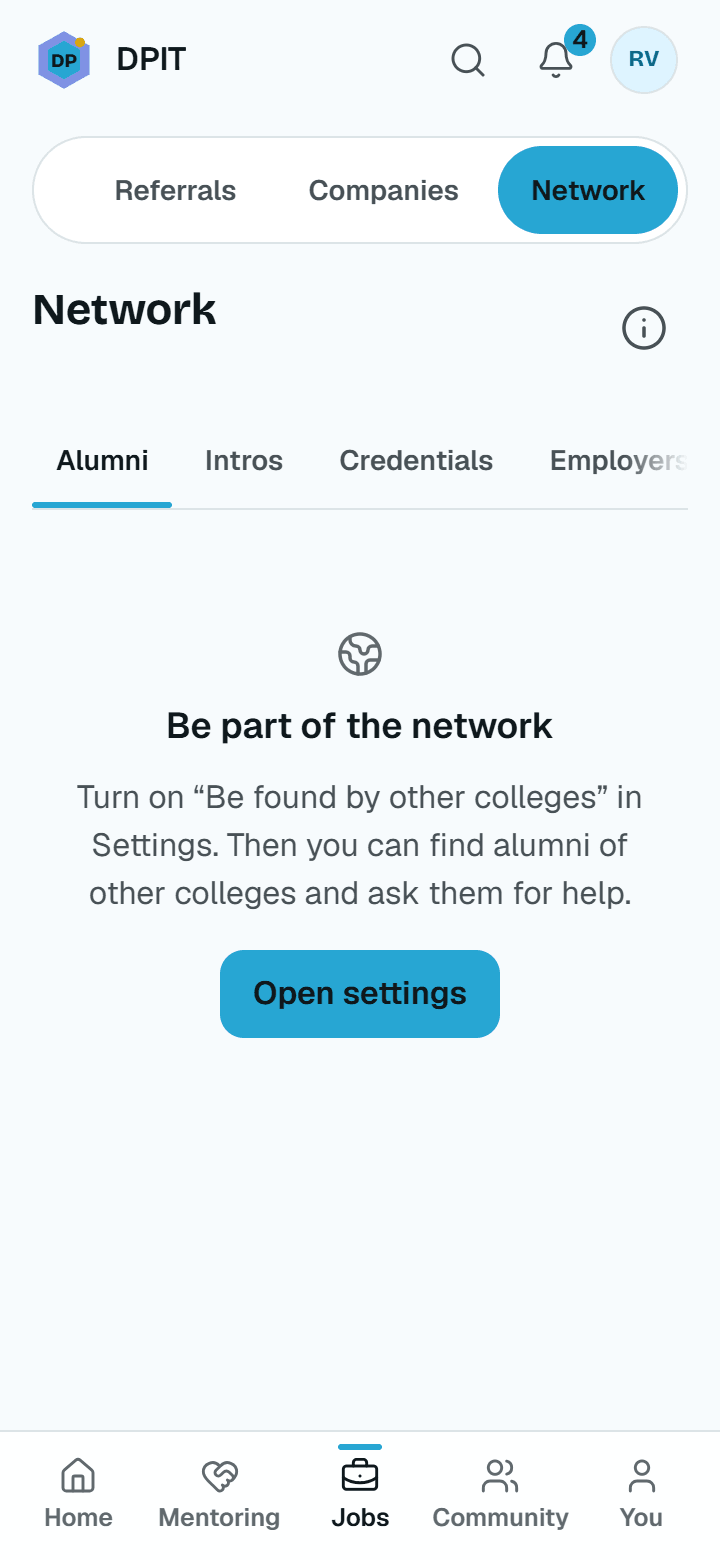 DP DPIT 4 RV
Referrals Companies Network
Network
Alumni Intros Credentials Employers
Be part of the network
Turn on “Be found by other colleges” in
Settings. Then you can find alumni of
other colleges and ask them for help.
Open settings
Home Mentoring Jobs Community You